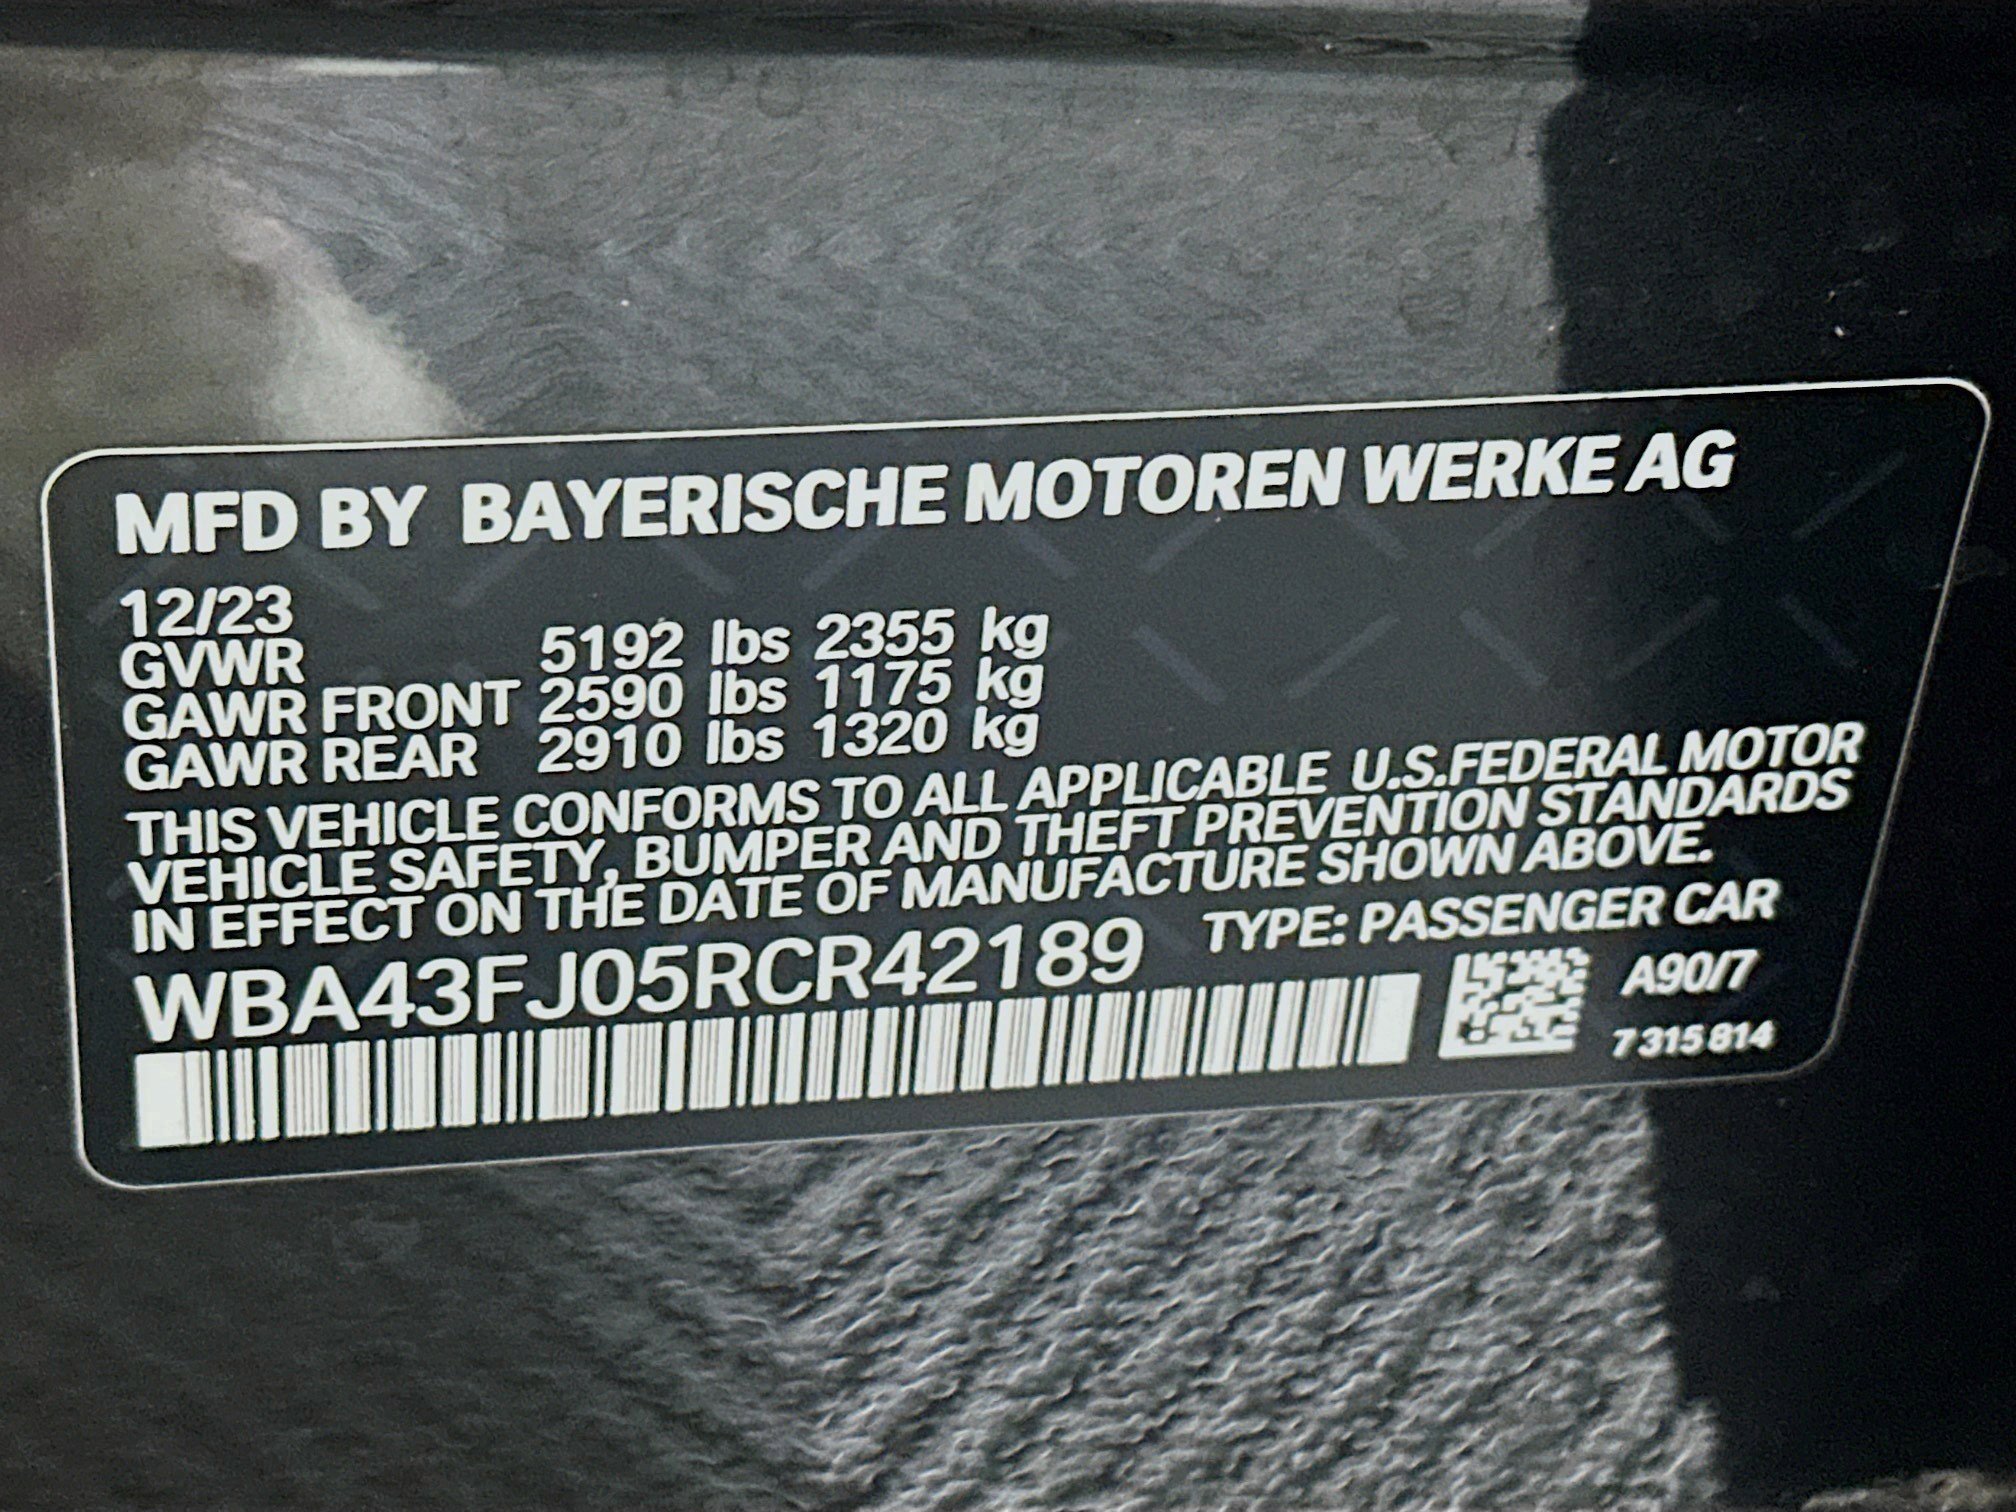 MFD BY BAYERISCHE MOTOREN WERKE AG
12/23
GVWR 5192 lbs 2355 kg
GAWR FRONT 2590 lbs 1175 kg
GAWR REAR 2910 lbs 1320 kg
THIS VEHICLE CONFORMS TO ALL APPLICABLE U.S.FEDERAL MOTOR
VEHICLE SAFETY, BUMPER AND THEFT PREVENTION STANDARDS
IN EFFECT ON THE DATE OF MANUFACTURE SHOWN ABOVE.
WBA43FJ05RCR42189 TYPE: PASSENGER CAR
A90/7
7 315 814